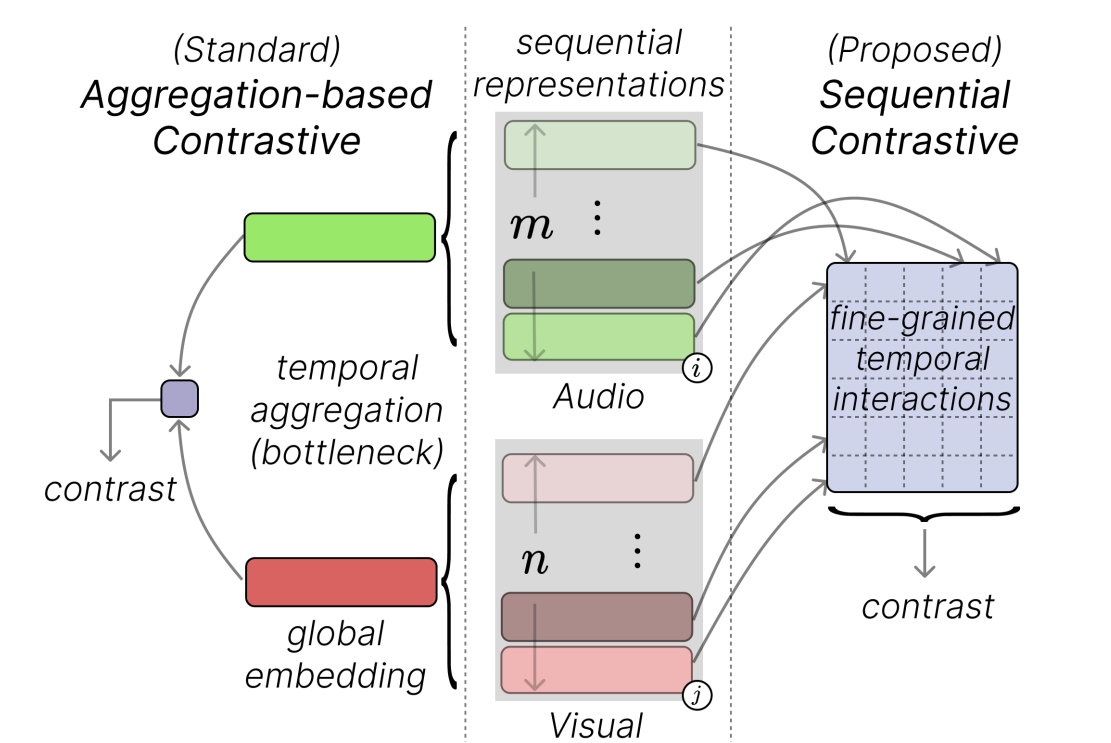 (Standard)
Aggregation-based
Contrastive
temporal
aggregation
(bottleneck)
contrast
global
embedding
sequential
representations
m ⋮
i
Audio
n ⋮
j
Visual
(Proposed)
Sequential
Contrastive
fine-grained
temporal
interactions
contrast